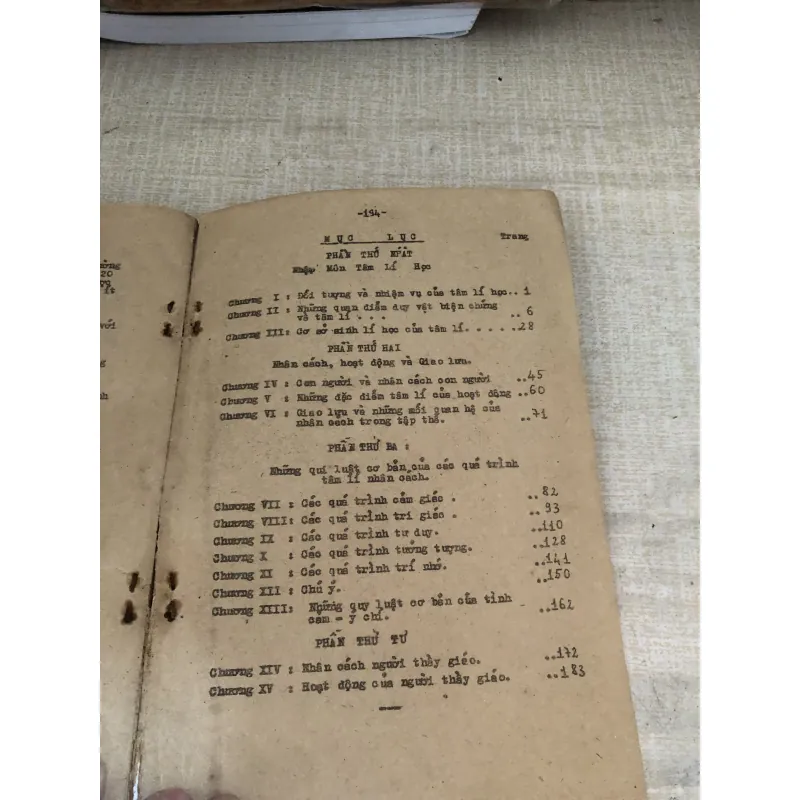 ường
20
ít
với
-194-
MỤC LỤC Trang
PHẦN THỨ NHẤT
Nhập Môn Tâm Lí Học
Chương I : Đối tượng và nhiệm vụ của tâm lí học.. 1
Chương II : Những quan điểm duy vật biện chứng
về tâm lí . . . .. 6
Chương III: Cơ sở sinh lí học của tâm lí. . . . . .28
PHẦN THỨ HAI
Nhân cách, hoạt động và Giao lưu.
Chương IV : Con người và nhân cách con người ..45
Chương V : Những đặc điểm tâm lí của hoạt động ..60
Chương VI : Giao lưu và những mối quan hệ của
nhân cách trong tập thể. ..71
PHẦN THỨ BA :
Những qui luật cơ bản của các quá trình
tâm lí nhân cách.
Chương VII : Các quá trình cảm giác . ..82
Chương VIII: Các quá trình tri giác . ..93
Chương IX : Các quá trình tư duy. ..110
Chương X : Các quá trình tưởng tượng. ..128
Chương XI : Các quá trình trí nhớ. ..141
Chương XII : Chú ý. ..150
Chương XIII: Những quy luật cơ bản của tình
cảm - ý chí. ..162
PHẦN THỨ TƯ
Chương XIV : Nhân cách người thầy giáo. ..172
Chương XV : Hoạt động của người thầy giáo. ..183